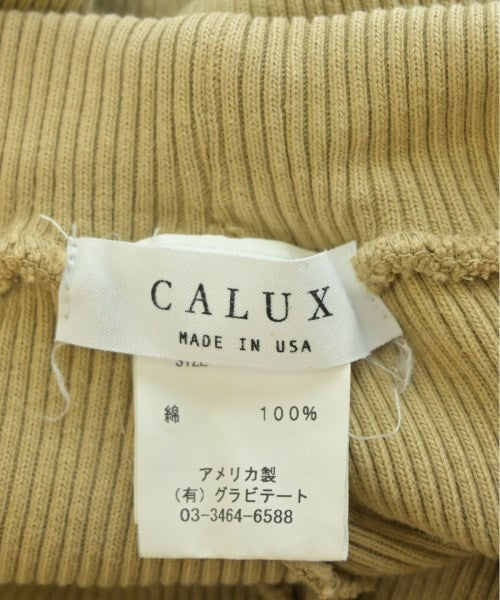 CALUX
MADE IN USA
SIZE
綿 100%
アメリカ製
(有) グラビテート
03-3464-6588